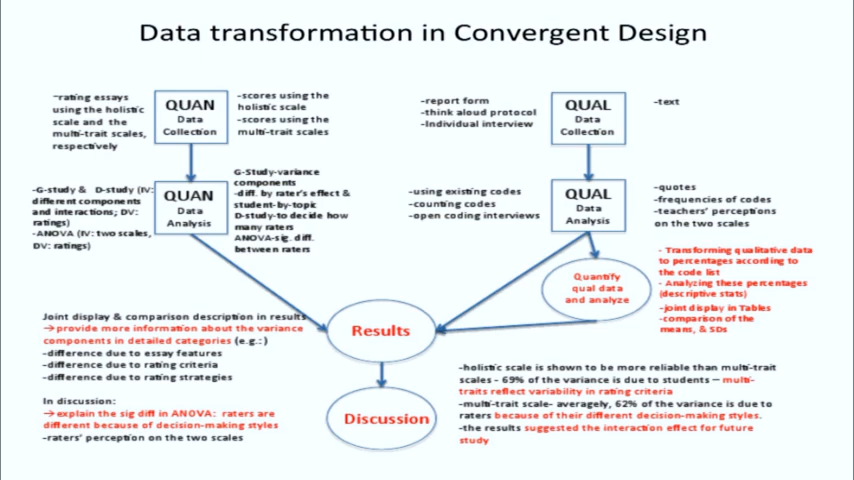 Data transformation in Convergent Design
-rating essays
using the holistic
scale and the
multi-trait scales,
respectively
QUAN
Data
Collection
-scores using the
holistic scale
-scores using the
multi-trait scales
-report form
-think aloud protocol
-Individual interview
QUAL
Data
Collection
-text
-G-study & D-study (IV:
different components
and interactions; DV:
ratings)
-ANOVA (IV: two scales,
DV: ratings)
QUAN
Data
Analysis
G-Study-variance
components
-diff. by rater's effect &
student-by-topic
D-study-to decide how
many raters
ANOVA-sig. diff.
between raters
-using existing codes
-counting codes
-open coding interviews
QUAL
Data
Analysis
-quotes
-frequencies of codes
-teachers' perceptions
on the two scales
Quantify
qual data
and analyze
- Transforming qualitative data
to percentages according to
the code list
- Analyzing these percentages
(descriptive stats)
-joint display in Tables
-comparison of the
means, & SDs
Joint display & comparison description in results
→provide more information about the variance
components in detailed categories (e.g.:)
-difference due to essay features
-difference due to rating criteria
-difference due to rating strategies
In discussion:
→explain the sig diff in ANOVA: raters are
different because of decision-making styles
-raters' perception on the two scales
Results
Discussion
-holistic scale is shown to be more reliable than multi-trait
scales - 69% of the variance is due to students – multi-
traits reflect variability in rating criteria
-multi-trait scale- averagely, 62% of the variance is due to
raters because of their different decision-making styles.
-the results suggested the interaction effect for future
study